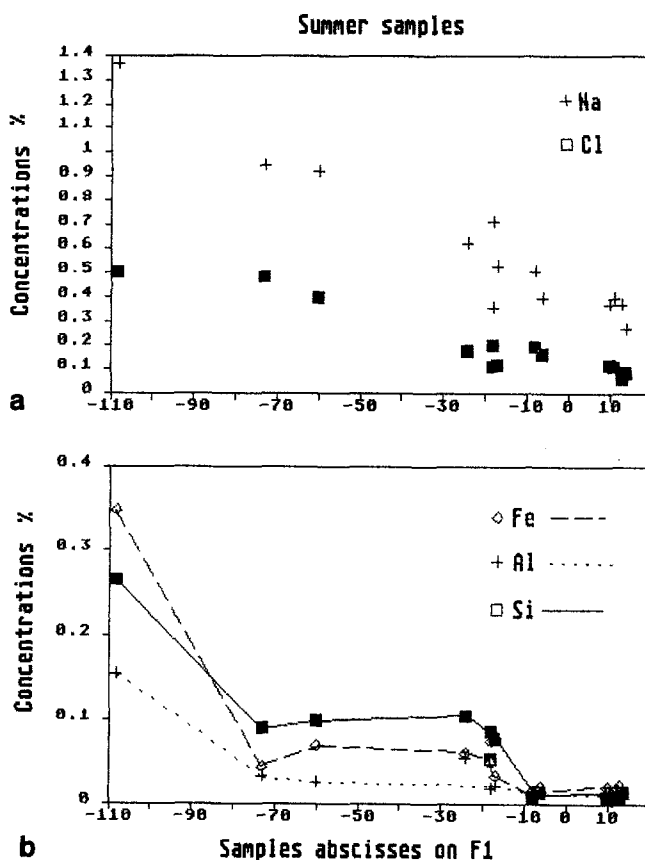 Summer samples
Concentrations %
1.4
1.3
1.2
1.1
1
0.9
0.8
0.7
0.6
0.5
0.4
0.3
0.2
0.1
0
+ Na
Cl
a
-110 -90 -70 -50 -30 -10 0 10
Concentrations %
0.4
0.3
0.2
0.1
0
Fe
+ Al
Si
-110 -90 -70 -50 -30 -10 0 10
b
Samples abscisses on F1